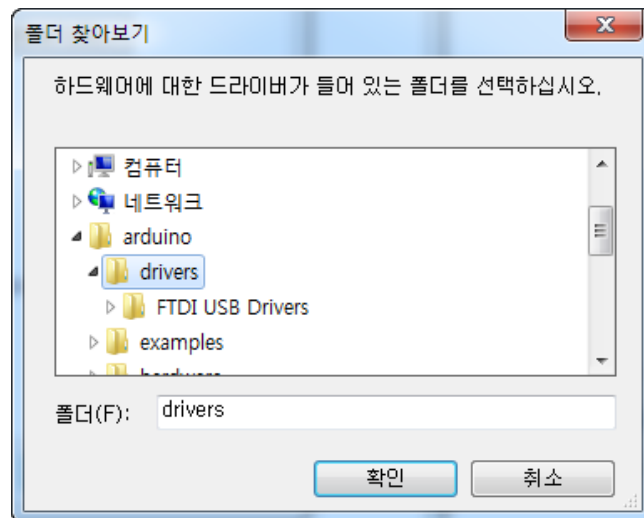 폴더 찾아보기
하드웨어에 대한 드라이버가 들어 있는 폴더를 선택하십시오.
컴퓨터
네트워크
arduino
drivers
FTDI USB Drivers
examples
폴더(F): drivers
확인 취소